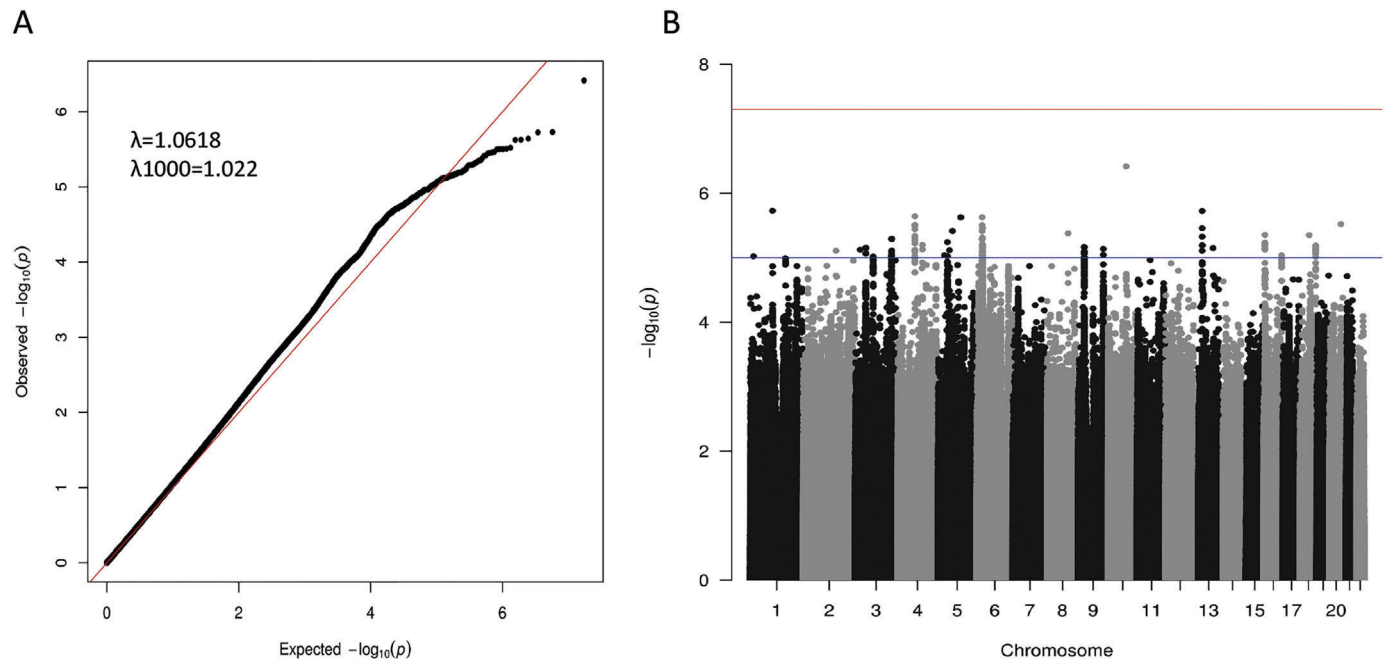 A
λ=1.0618
λ1000=1.022
Observed −log10(p)
0
1
2
3
4
5
6
0
2
4
6
Expected −log10(p)
B
−log10(p)
8
6
4
2
0
1 2 3 4 5 6 7 8 9 11 13 15 17 20
Chromosome